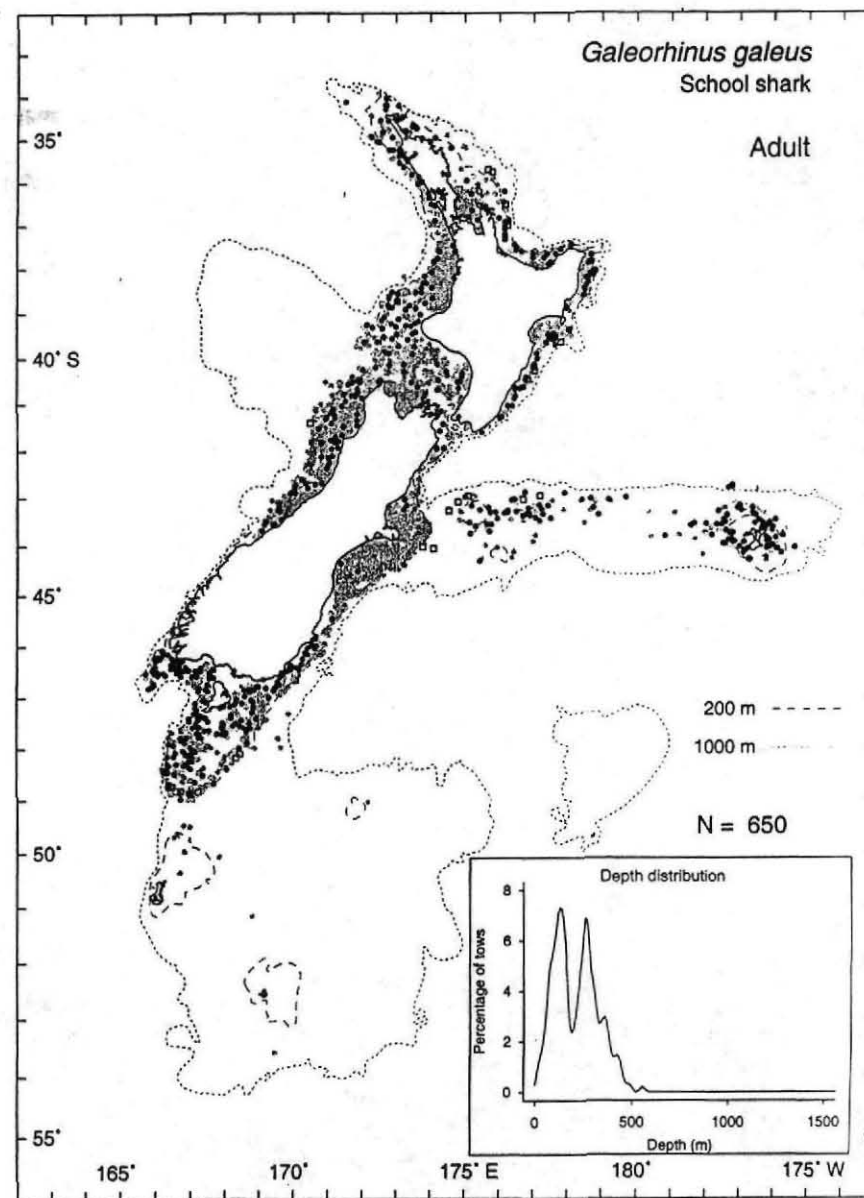 Galeorhinus galeus
School shark
Adult
35°
40° S
45°
200 m
1000 m
N = 650
50°
Depth distribution
8
6
4
2
0
Percentage of tows
0 500 1000 1500
Depth (m)
55°
165° 170° 175° E 180° 175° W